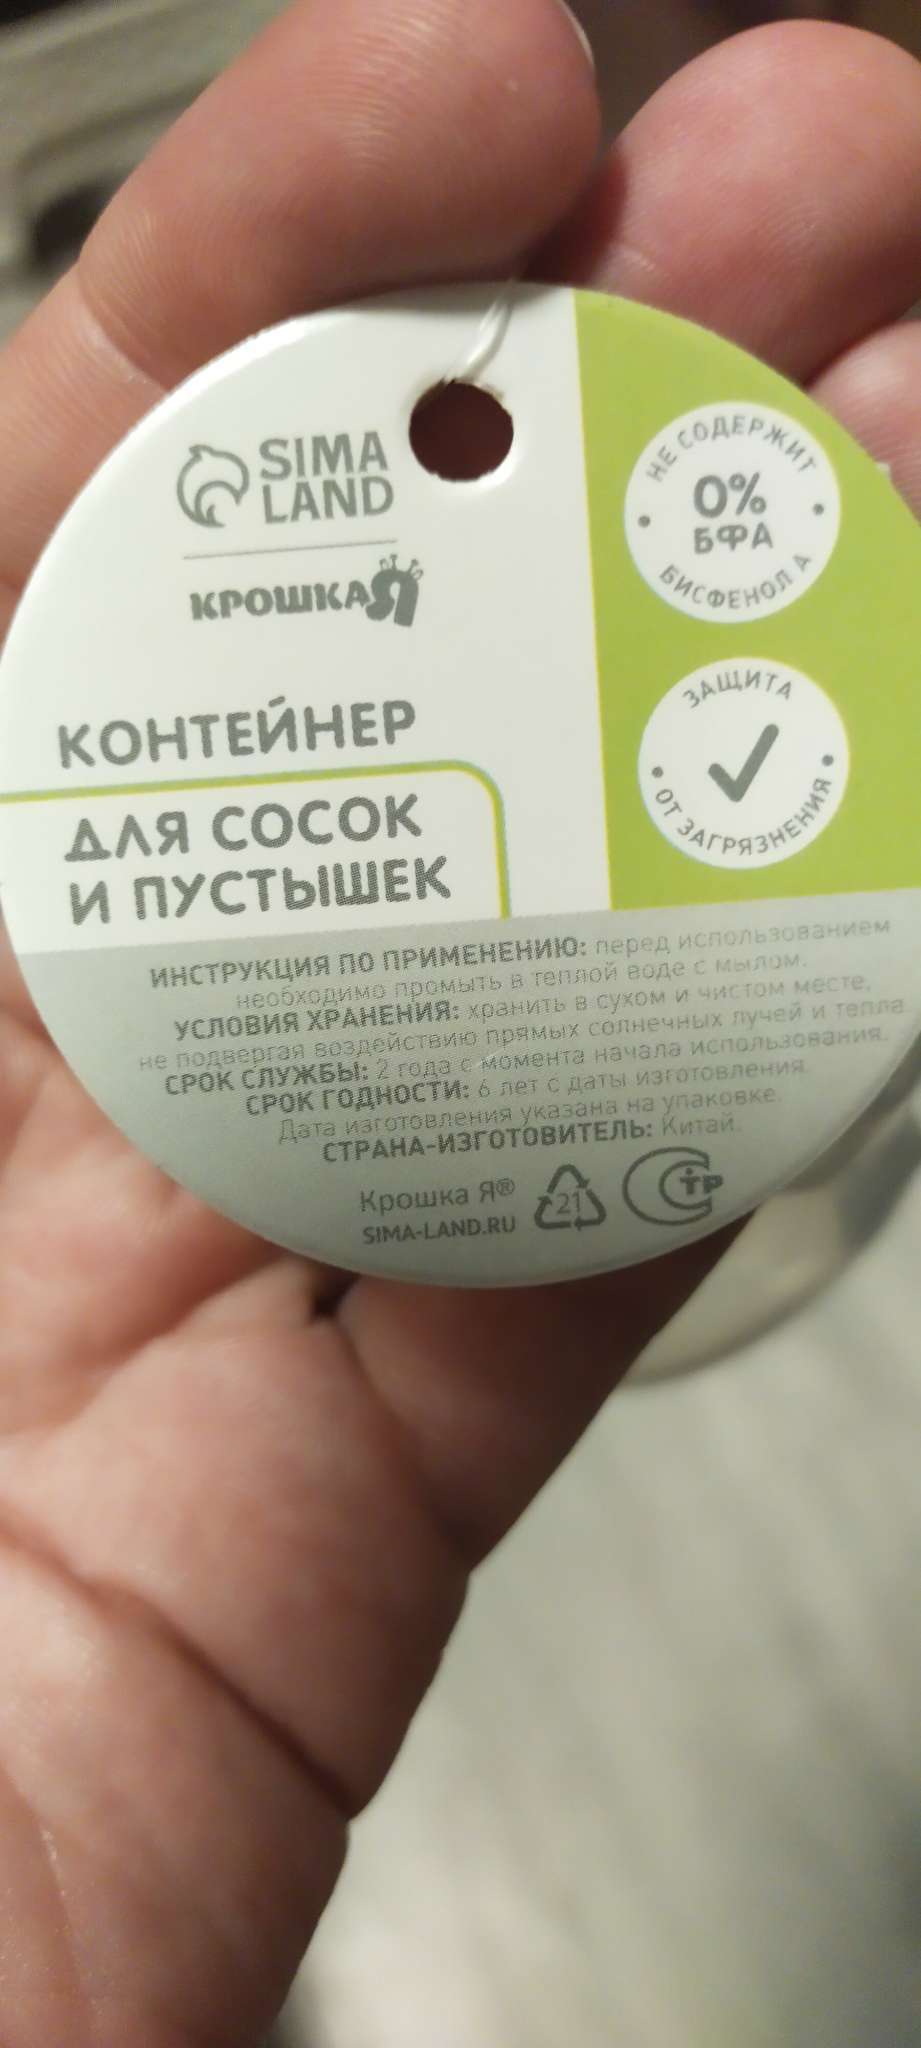 SIMA
LAND
КРОШКА Я
НЕ СОДЕРЖИТ
0%
БФА
БИСФЕНОЛ А
КОНТЕЙНЕР
ДЛЯ СОСОК
И ПУСТЫШЕК
ЗАЩИТА
ОТ ЗАГРЯЗНЕНИЯ
ИНСТРУКЦИЯ ПО ПРИМЕНЕНИЮ: перед использованием
необходимо промыть в теплой воде с мылом.
УСЛОВИЯ ХРАНЕНИЯ: хранить в сухом и чистом месте,
не подвергая воздействию прямых солнечных лучей и тепла.
СРОК СЛУЖБЫ: 2 года с момента начала использования.
СРОК ГОДНОСТИ: 6 лет с даты изготовления.
Дата изготовления указана на упаковке.
СТРАНА-ИЗГОТОВИТЕЛЬ: Китай.
Крошка Я®
SIMA-LAND.RU
21
СТР